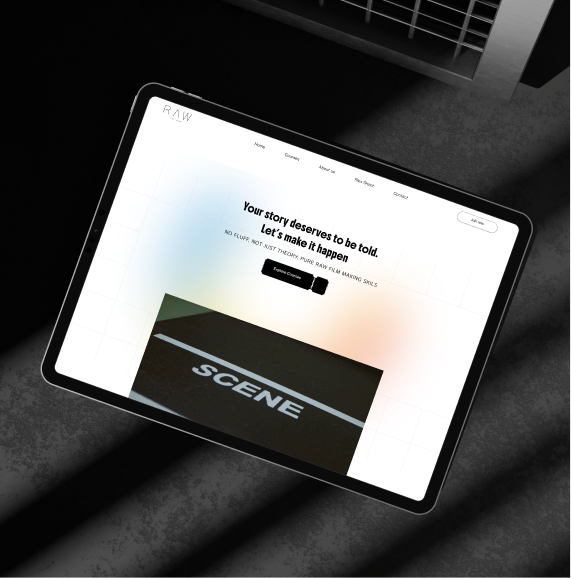 RAW
Home
Courses
About us
Raw Shoot
Contact
Join now
Your story deserves to be told.
Let's make it happen
NO FLUFF, NOT JUST THEORY, PURE RAW FILM MAKING SKILS
Explore Courses
SCENE